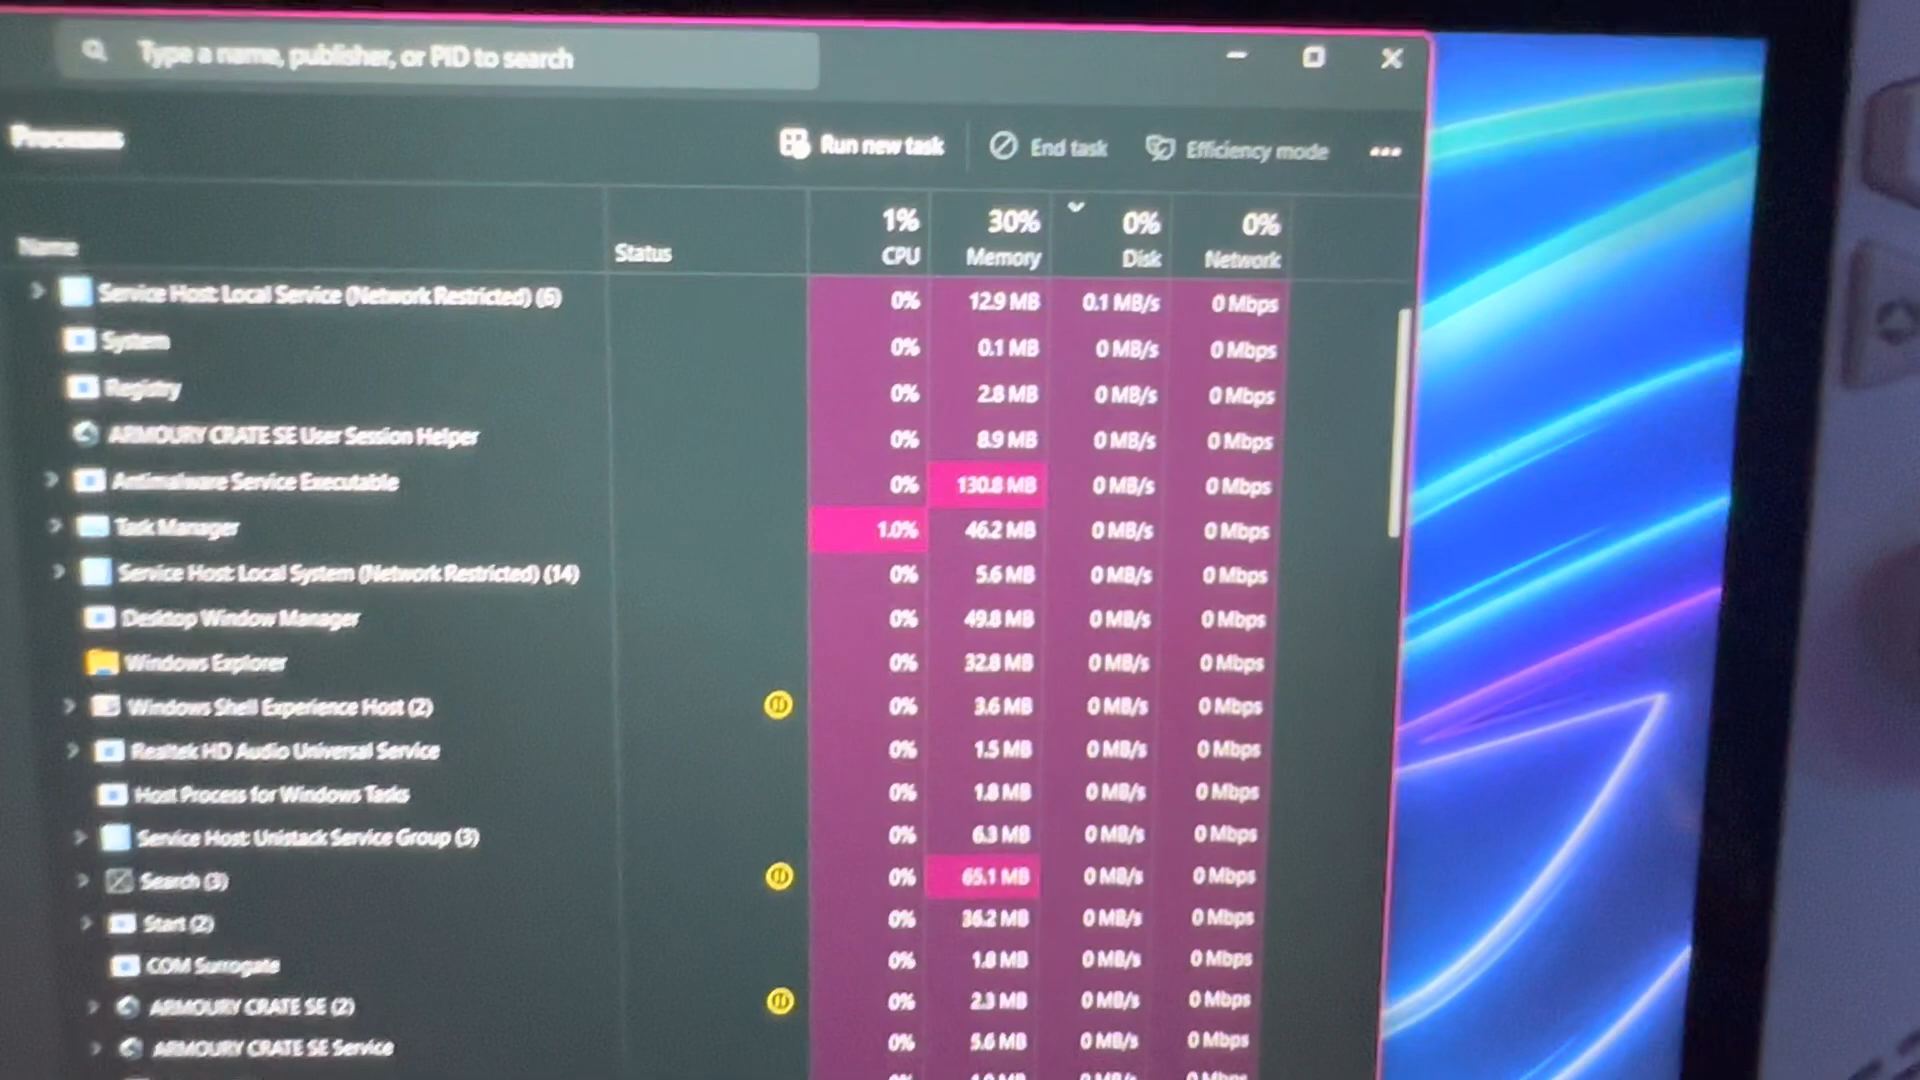 Type a name, publisher, or PID to search
Processes
Run new task
End task
Efficiency mode
1% 30% 0% 0%
Name Status CPU Memory Disk Network
Service Host: Local Service (Network Restricted) (6) 0% 12.9 MB 0.1 MB/s 0 Mbps
System 0% 0.1 MB 0 MB/s 0 Mbps
Registry 0% 2.8 MB 0 MB/s 0 Mbps
ARMOURY CRATE SE User Session Helper 0% 8.9 MB 0 MB/s 0 Mbps
Antimalware Service Executable 0% 130.8 MB 0 MB/s 0 Mbps
Task Manager 1.0% 46.2 MB 0 MB/s 0 Mbps
Service Host: Local System (Network Restricted) (14) 0% 5.6 MB 0 MB/s 0 Mbps
Desktop Window Manager 0% 49.8 MB 0 MB/s 0 Mbps
Windows Explorer 0% 32.8 MB 0 MB/s 0 Mbps
Windows Shell Experience Host (2) 0% 3.6 MB 0 MB/s 0 Mbps
Realtek HD Audio Universal Service 0% 1.5 MB 0 MB/s 0 Mbps
Host Process for Windows Tasks 0% 1.8 MB 0 MB/s 0 Mbps
Service Host: Unistack Service Group (3) 0% 6.3 MB 0 MB/s 0 Mbps
Search (3) 0% 65.1 MB 0 MB/s 0 Mbps
Start (2) 0% 36.2 MB 0 MB/s 0 Mbps
COM Surrogate 0% 1.8 MB 0 MB/s 0 Mbps
ARMOURY CRATE SE (2) 0% 2.3 MB 0 MB/s 0 Mbps
ARMOURY CRATE SE Service 0% 5.6 MB 0 MB/s 0 Mbps